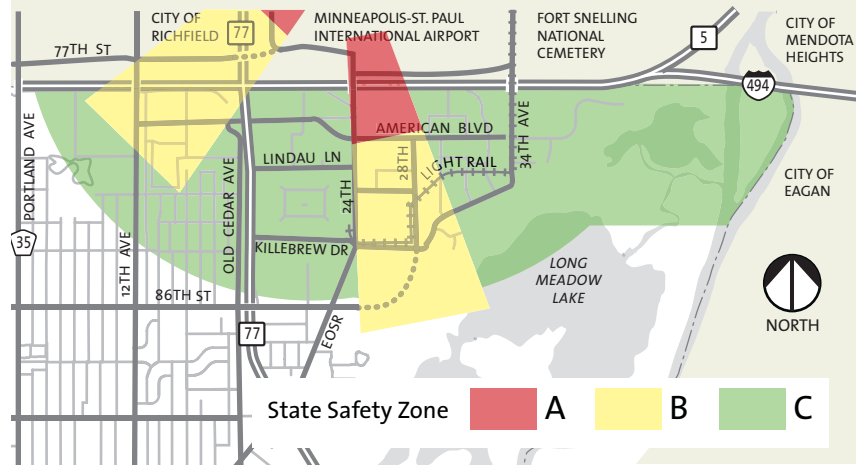 CITY OF
RICHFIELD
77
MINNEAPOLIS-ST. PAUL
INTERNATIONAL AIRPORT
FORT SNELLING
NATIONAL
CEMETERY
5
CITY OF
MENDOTA
HEIGHTS
77TH ST
494
PORTLAND AVE
AMERICAN BLVD
34TH AVE
LINDAU LN
28TH
LIGHT RAIL
OLD CEDAR AVE
24TH
CITY OF
EAGAN
35
12TH AVE
KILLEBREW DR
LONG
MEADOW
LAKE
86TH ST
77
EOSR
NORTH
State Safety Zone
A
B
C